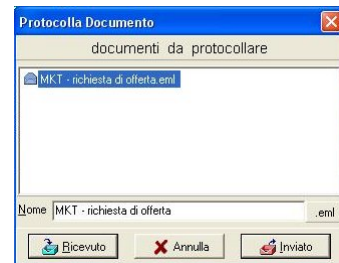 Protocolla Documento
documenti da protocollare
MKT - richiesta di offerta.eml
Nome MKT - richiesta di offerta .eml
Ricevuto Annulla Inviato